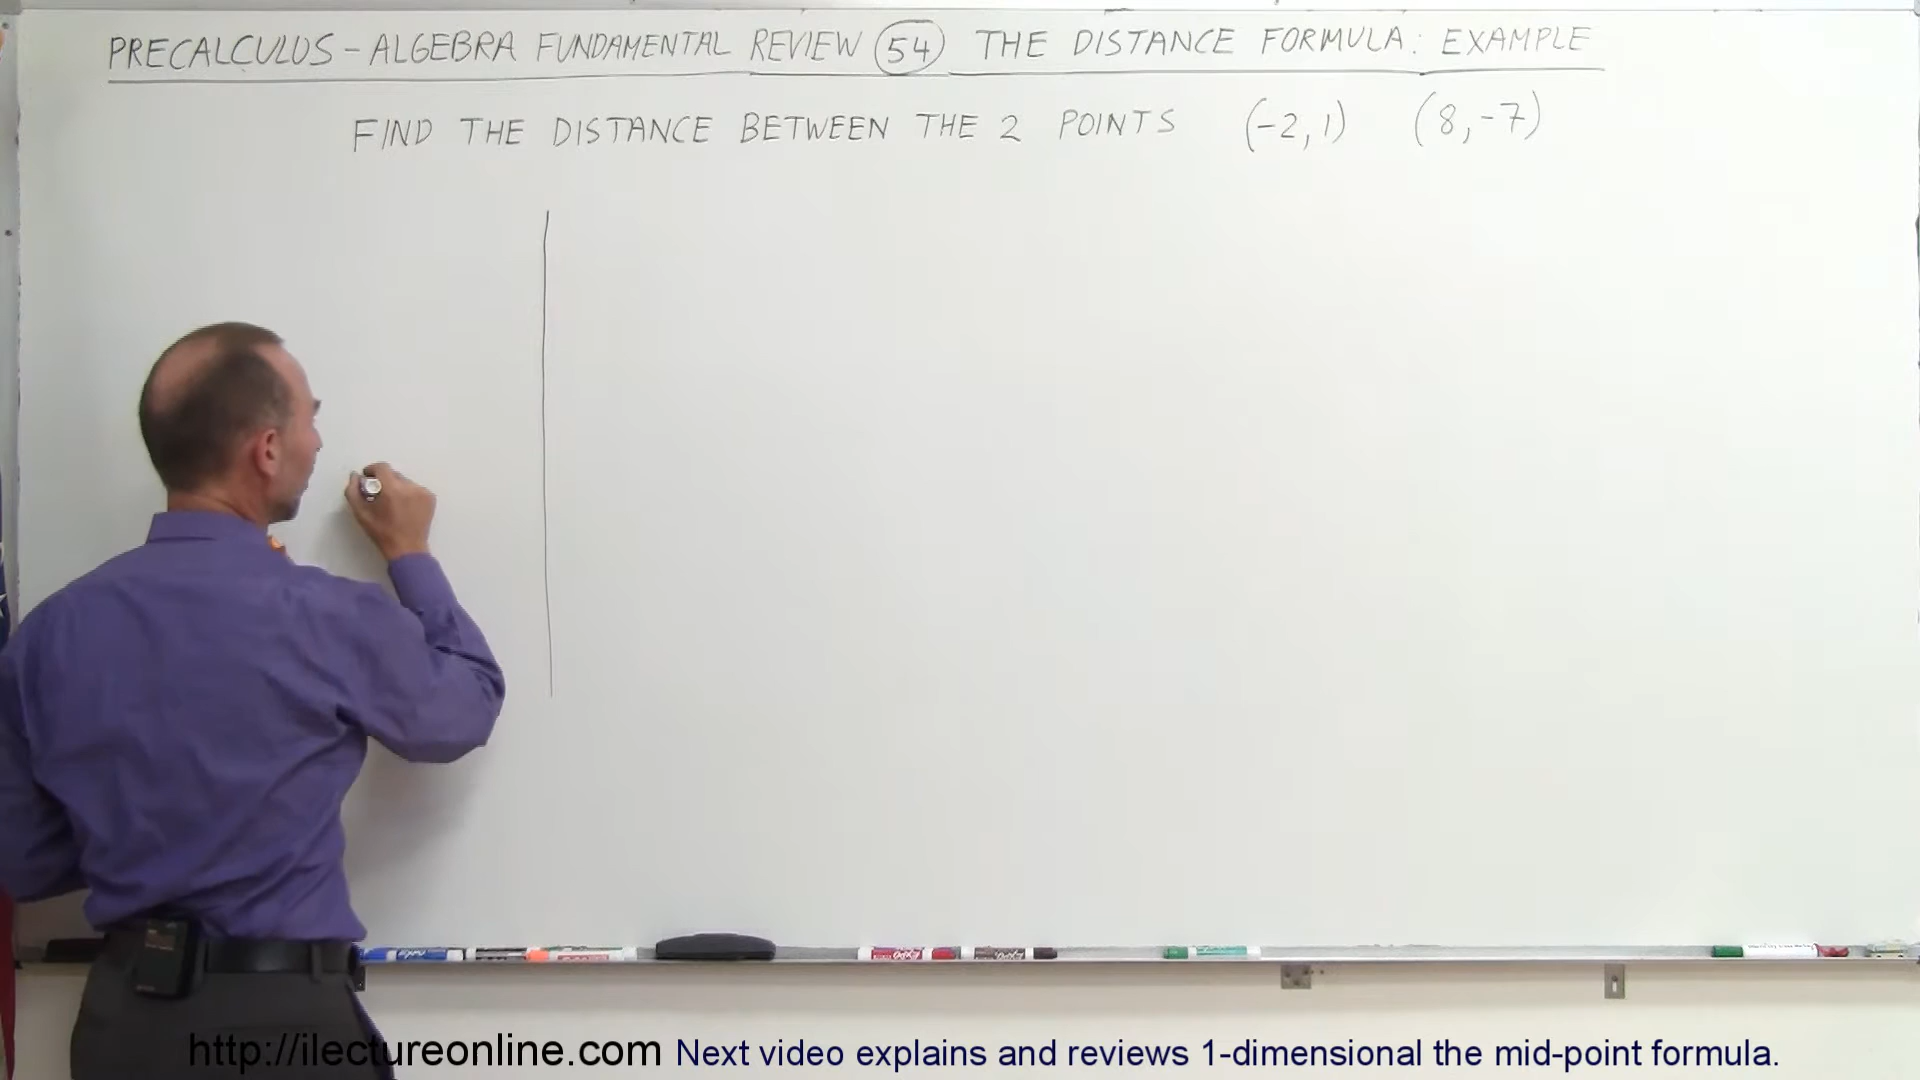 PRECALCULUS - ALGEBRA FUNDAMENTAL REVIEW 54 THE DISTANCE FORMULA: EXAMPLE
FIND THE DISTANCE BETWEEN THE 2 POINTS (-2,1) (8,-7)
http://ilectureonline.com Next video explains and reviews 1-dimensional the mid-point formula.